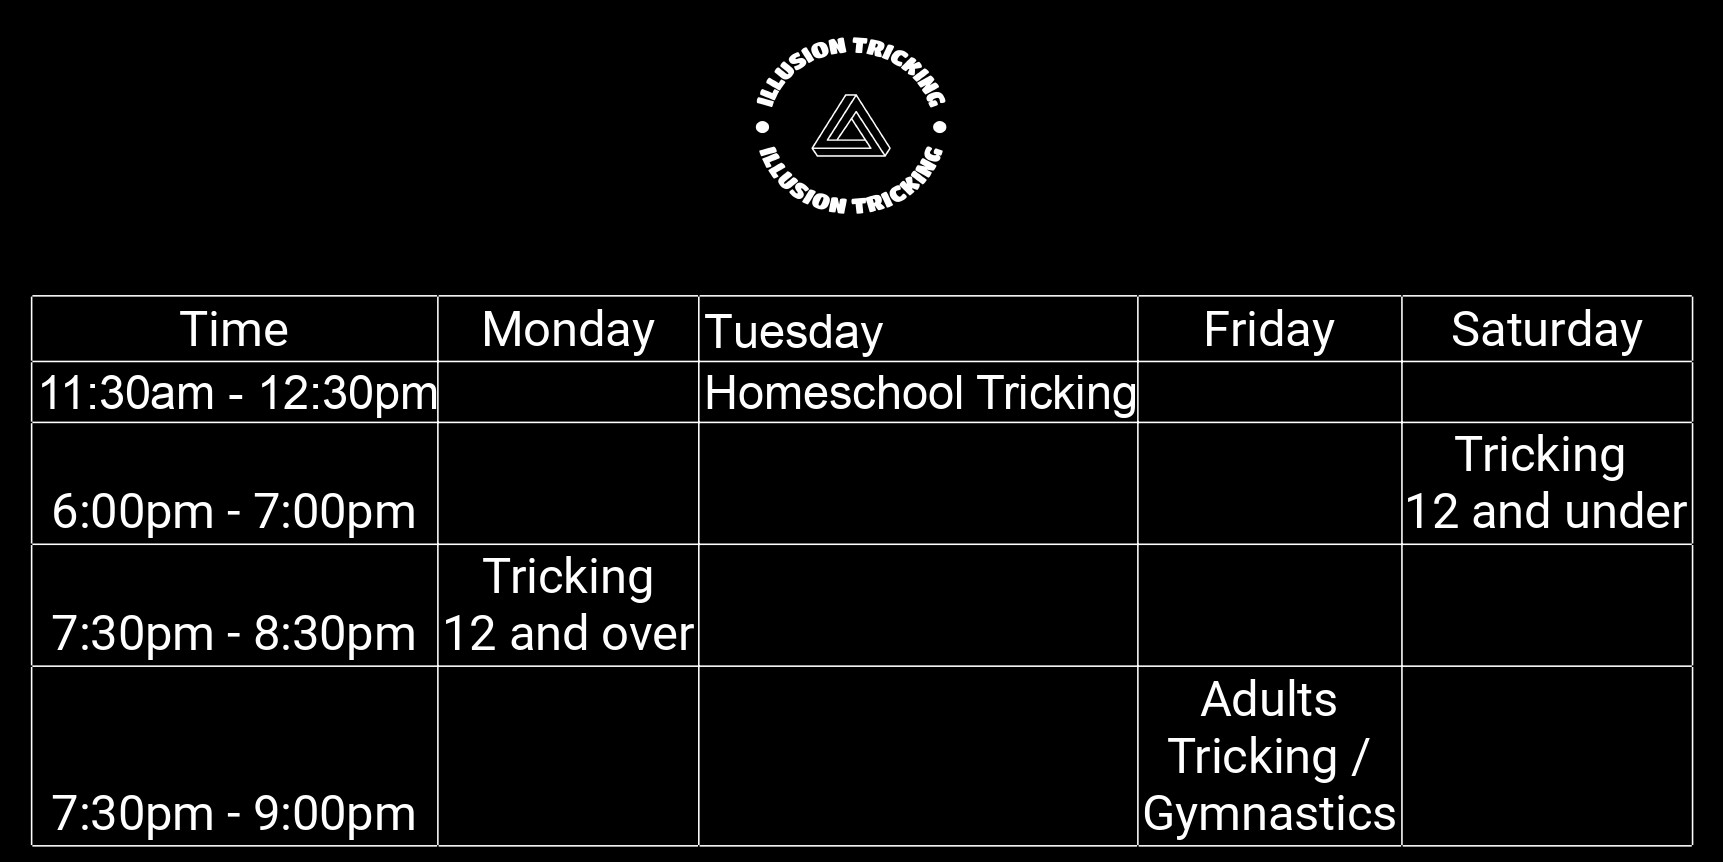 ILLUSION TRICKING
ILLUSION TRICKING
Time Monday Tuesday Friday Saturday
11:30am - 12:30pm Homeschool Tricking
Tricking
6:00pm - 7:00pm 12 and under
Tricking
7:30pm - 8:30pm 12 and over
Adults
Tricking /
7:30pm - 9:00pm Gymnastics